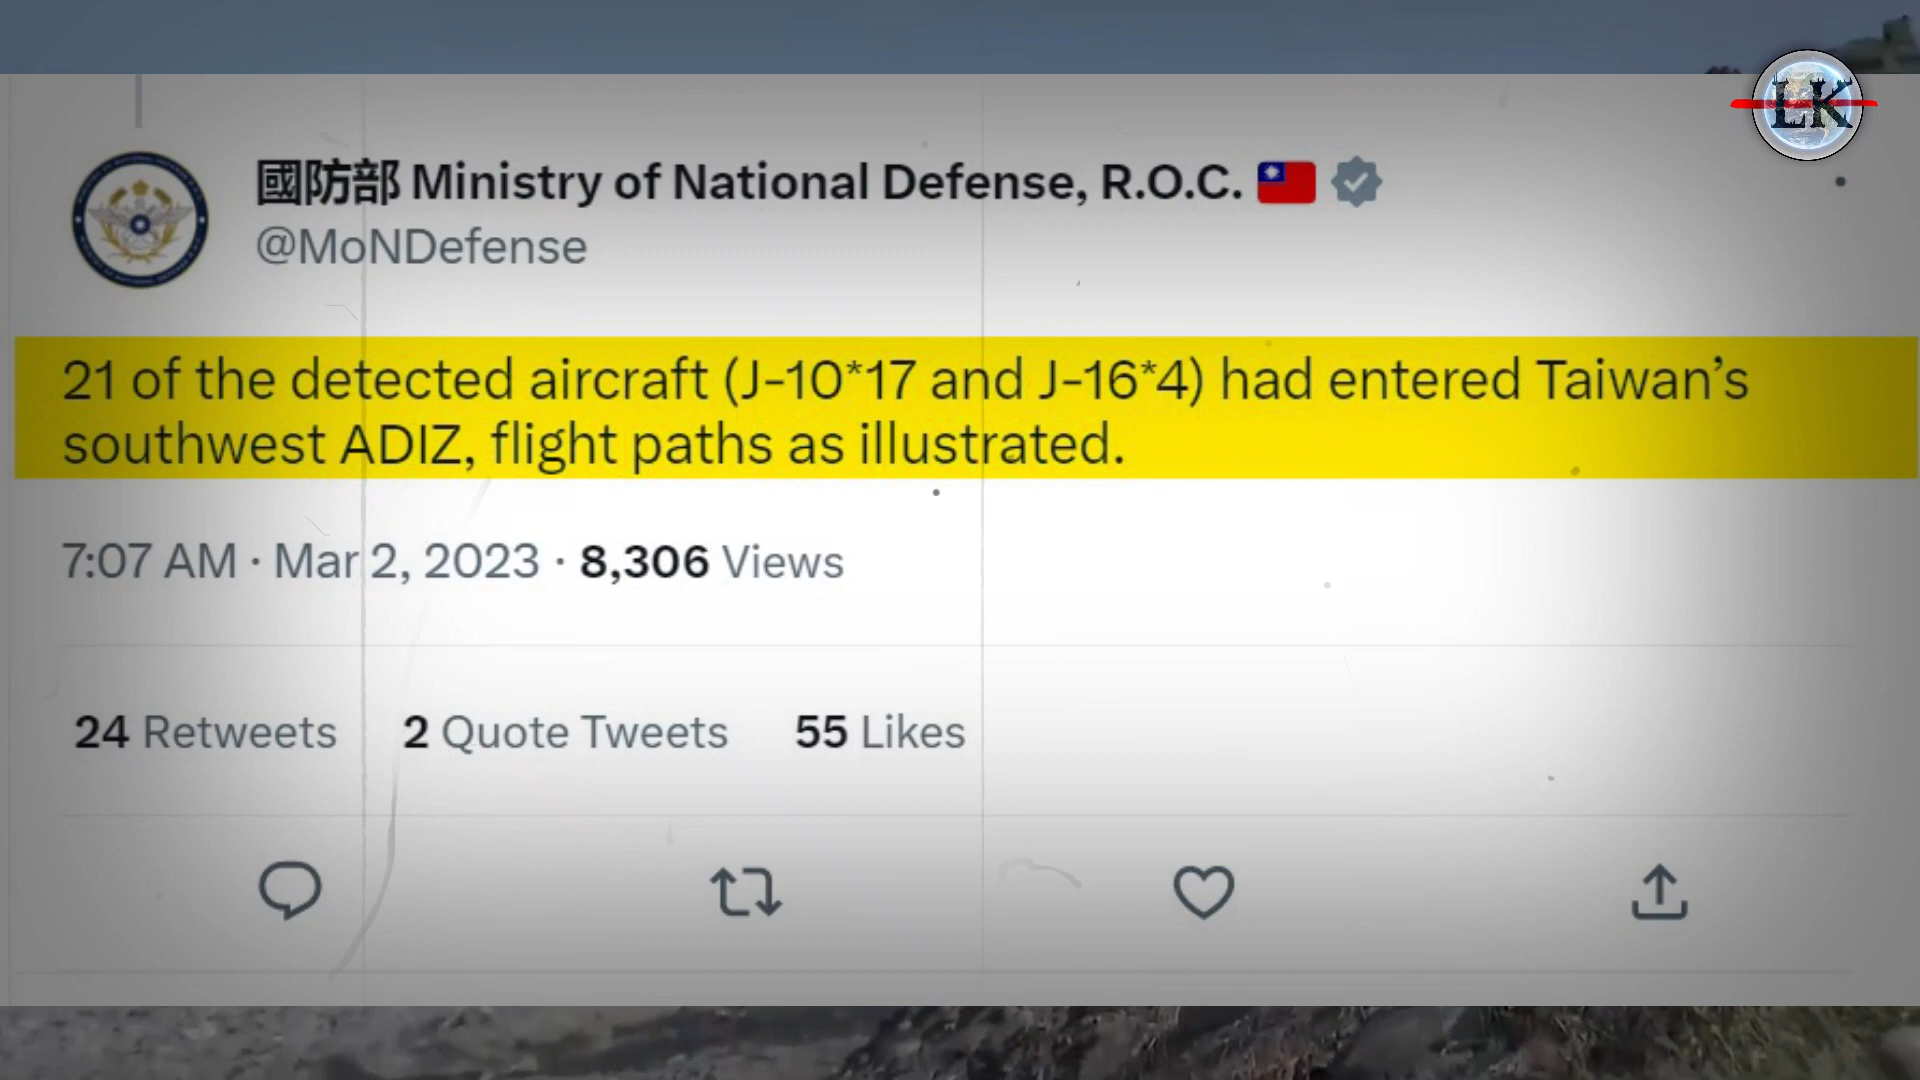 LK
國防部 Ministry of National Defense, R.O.C.
@MoNDefense
21 of the detected aircraft (J-10*17 and J-16*4) had entered Taiwan’s
southwest ADIZ, flight paths as illustrated.
7:07 AM · Mar 2, 2023 · 8,306 Views
24 Retweets 2 Quote Tweets 55 Likes